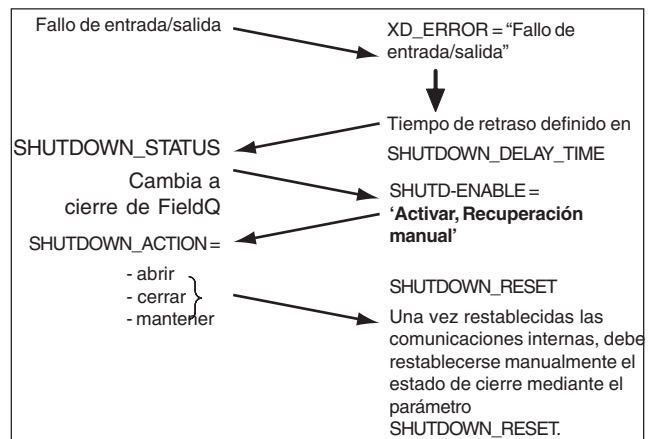 Fallo de entrada/salida
XD_ERROR = “Fallo de
entrada/salida”
Tiempo de retraso definido en
SHUTDOWN_DELAY_TIME
SHUTDOWN_STATUS
Cambia a
cierre de FieldQ
SHUTD-ENABLE =
‘Activar, Recuperación
manual’
SHUTDOWN_ACTION =
- abrir
- cerrar
- mantener
SHUTDOWN_RESET
Una vez restablecidas las
comunicaciones internas, debe
restablecerse manualmente el
estado de cierre mediante el
parámetro
SHUTDOWN_RESET.